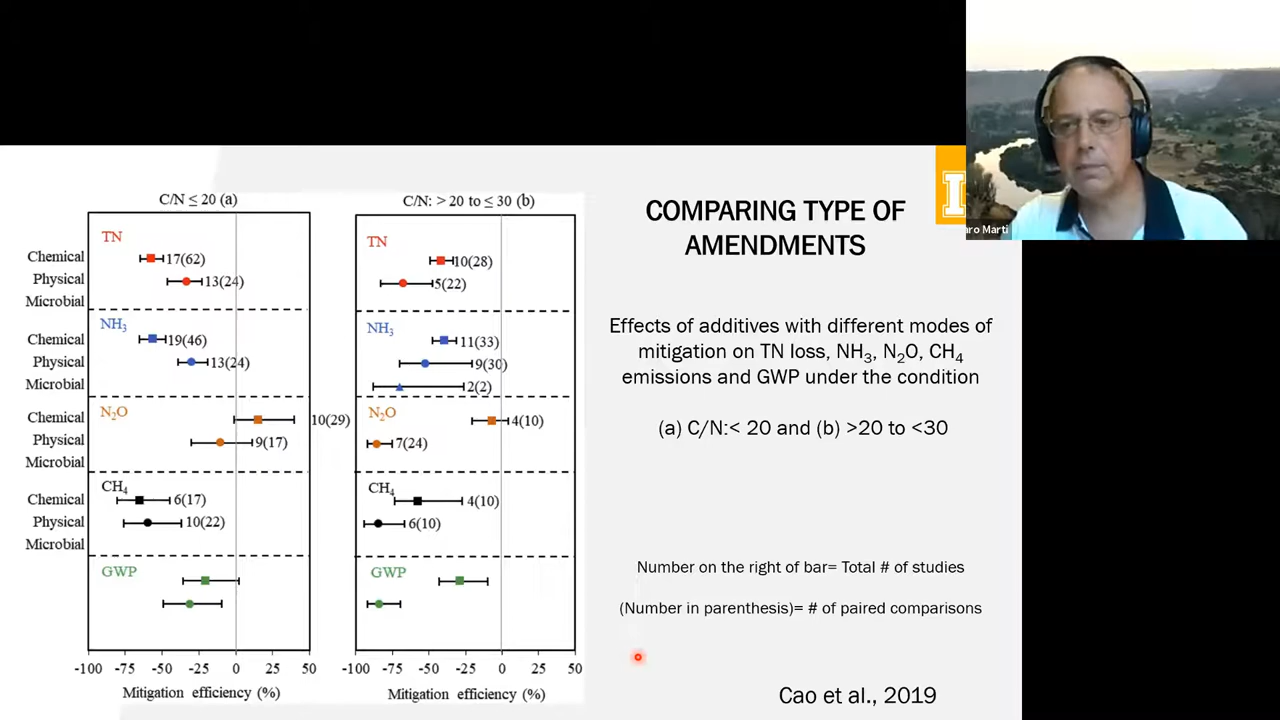 C/N ≤ 20 (a)
C/N: > 20 to ≤ 30 (b)
TN
Chemical 17(62)
Physical 13(24)
Microbial
NH3
Chemical 19(46)
Physical 13(24)
Microbial
N2O
Chemical 10(29)
Physical 9(17)
Microbial
CH4
Chemical 6(17)
Physical 10(22)
Microbial
GWP
-100 -75 -50 -25 0 25 50
Mitigation efficiency (%)
TN
10(28)
5(22)
NH3
11(33)
9(30)
2(2)
N2O
4(10)
7(24)
CH4
4(10)
6(10)
GWP
-100 -75 -50 -25 0 25 50
Mitigation efficiency (%)
COMPARING TYPE OF
AMENDMENTS
Effects of additives with different modes of
mitigation on TN loss, NH3, N2O, CH4
emissions and GWP under the condition
(a) C/N:< 20 and (b) >20 to <30
Number on the right of bar= Total # of studies
(Number in parenthesis)= # of paired comparisons
Cao et al., 2019
I
aro Marti